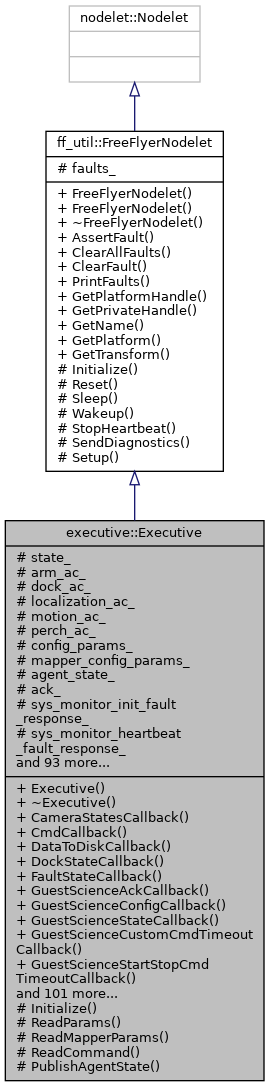 nodelet::Nodelet
ff_util::FreeFlyerNodelet
# faults_
+ FreeFlyerNodelet()
+ FreeFlyerNodelet()
+ ~FreeFlyerNodelet()
+ AssertFault()
+ ClearAllFaults()
+ ClearFault()
+ PrintFaults()
+ GetPlatformHandle()
+ GetPrivateHandle()
+ GetName()
+ GetPlatform()
+ GetTransform()
# Initialize()
# Reset()
# Sleep()
# Wakeup()
# StopHeartbeat()
# SendDiagnostics()
# Setup()
executive::Executive
# state_
# arm_ac_
# dock_ac_
# localization_ac_
# motion_ac_
# perch_ac_
# config_params_
# mapper_config_params_
# agent_state_
# ack_
# sys_monitor_init_fault
_response_
# sys_monitor_heartbeat
_fault_response_
and 93 more...
+ Executive()
+ ~Executive()
+ CameraStatesCallback()
+ CmdCallback()
+ DataToDiskCallback()
+ DockStateCallback()
+ FaultStateCallback()
+ GuestScienceAckCallback()
+ GuestScienceConfigCallback()
+ GuestScienceStateCallback()
+ GuestScienceCustomCmdTimeout
Callback()
+ GuestScienceStartStopCmd
TimeoutCallback()
and 101 more...
# Initialize()
# ReadParams()
# ReadMapperParams()
# ReadCommand()
# PublishAgentState()